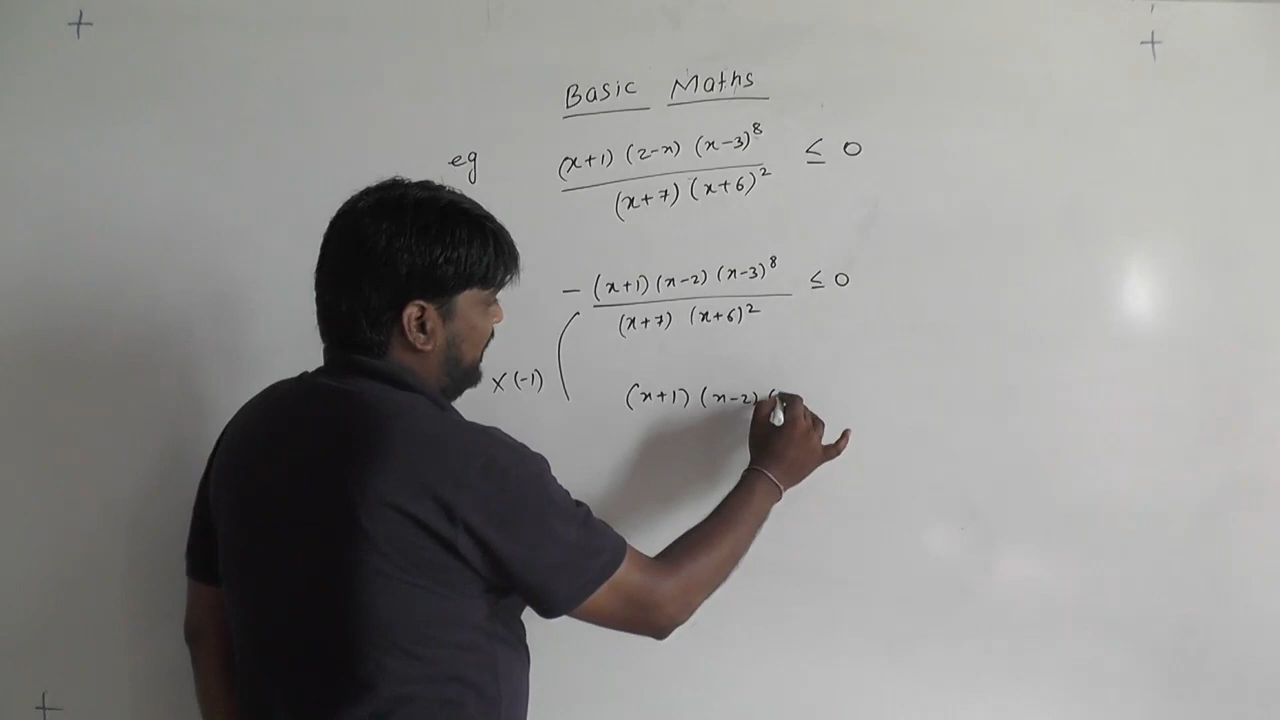 Basic Maths
eg (x+1) (2-x) (x-3)^8 ≤ 0
(x+7) (x+6)^2
- (x+1) (x-2) (x-3)^8 ≤ 0
(x+7) (x+6)^2
x (-1)
(x+1) (x-2) (